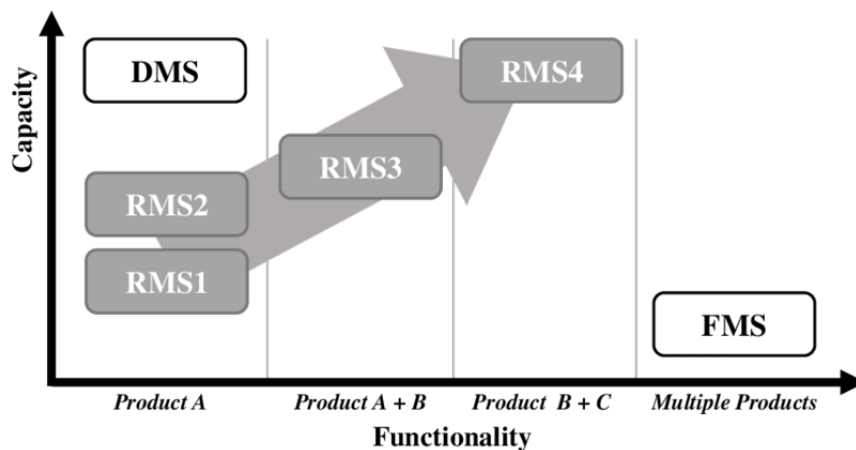 DMS
RMS4
RMS3
RMS2
RMS1
FMS
Capacity
Product A
Product A + B
Product B + C
Multiple Products
Functionality